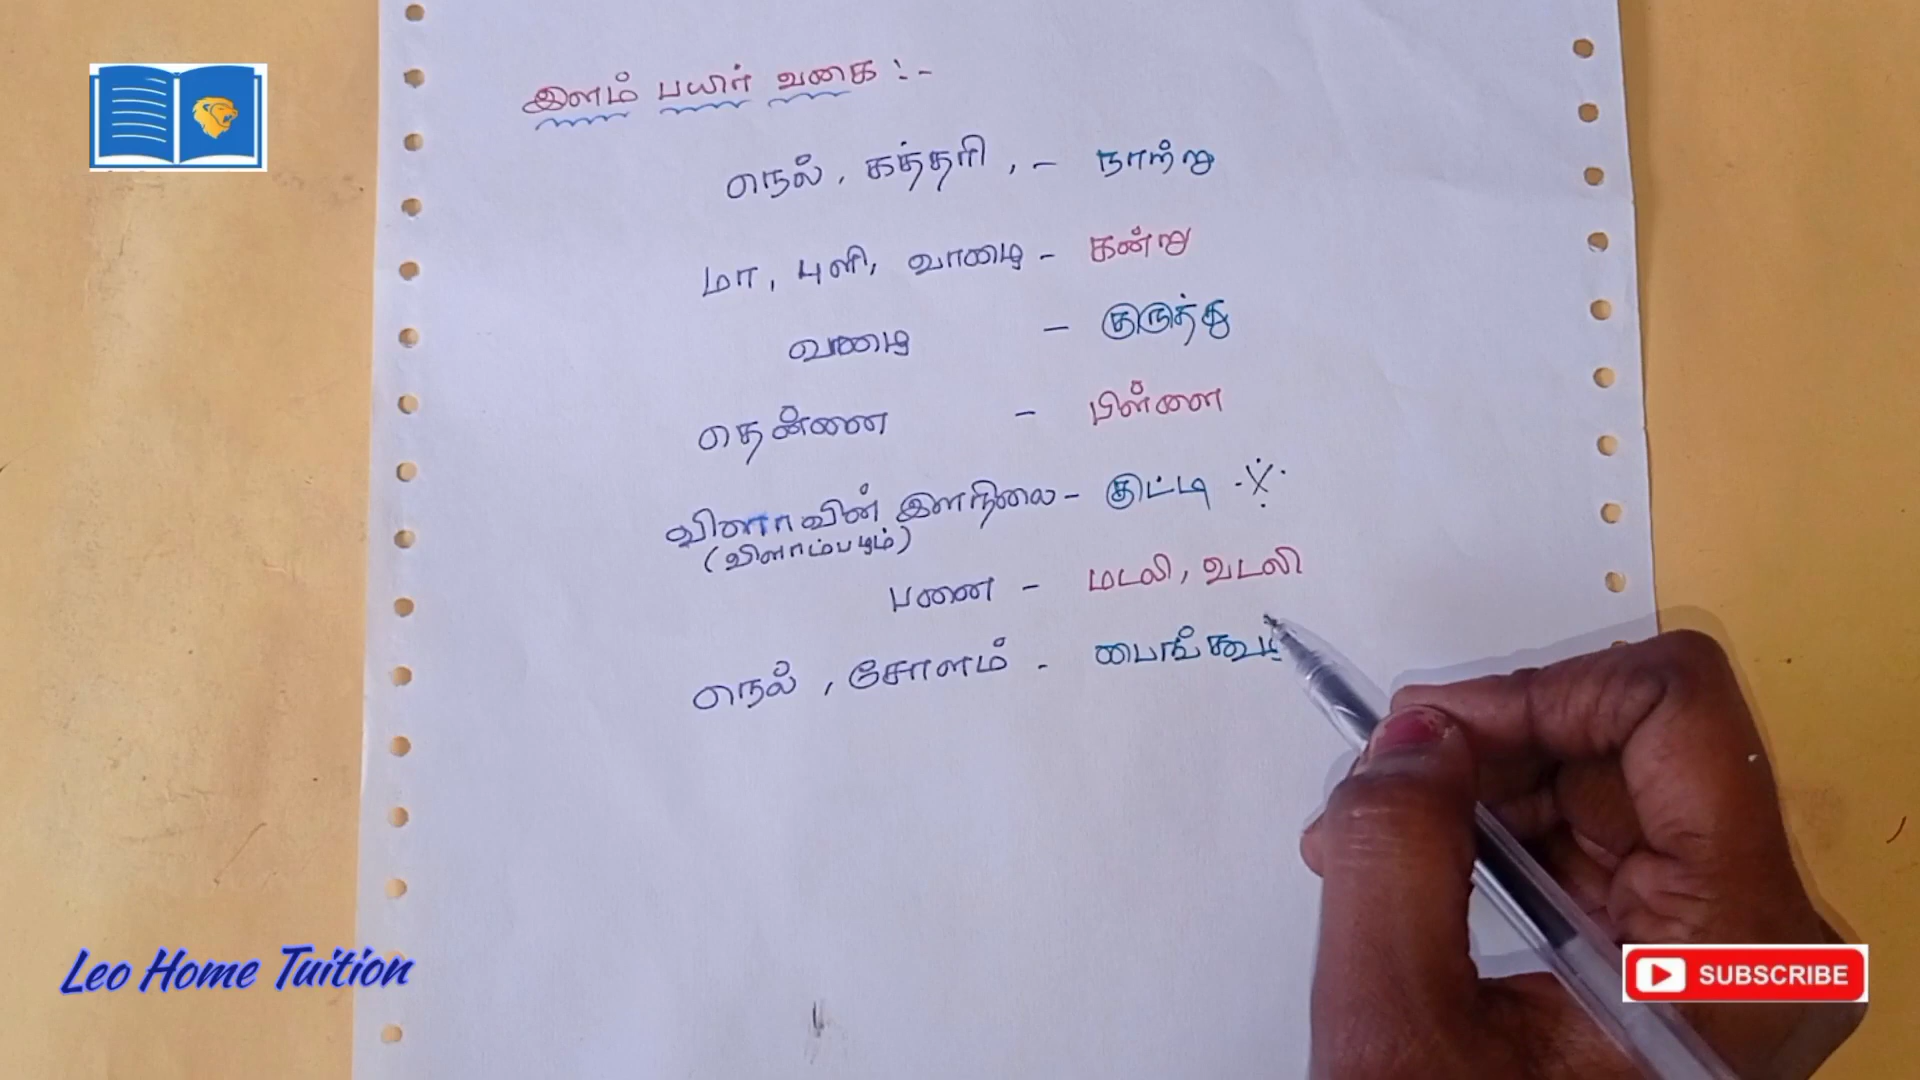 இளம் பயிர் வகை :-
நெல், கத்தரி, - நாற்று
மா, புளி, வாழை - கன்று
வாழை - குருத்து
தென்னை - பிள்ளை
விளாவின் இளநிலை - குட்டி
(விளாம்பழம்)
பனை - மடலி, வடலி
நெல், சோளம் - பைங்கூழ்
Leo Home Tuition
SUBSCRIBE